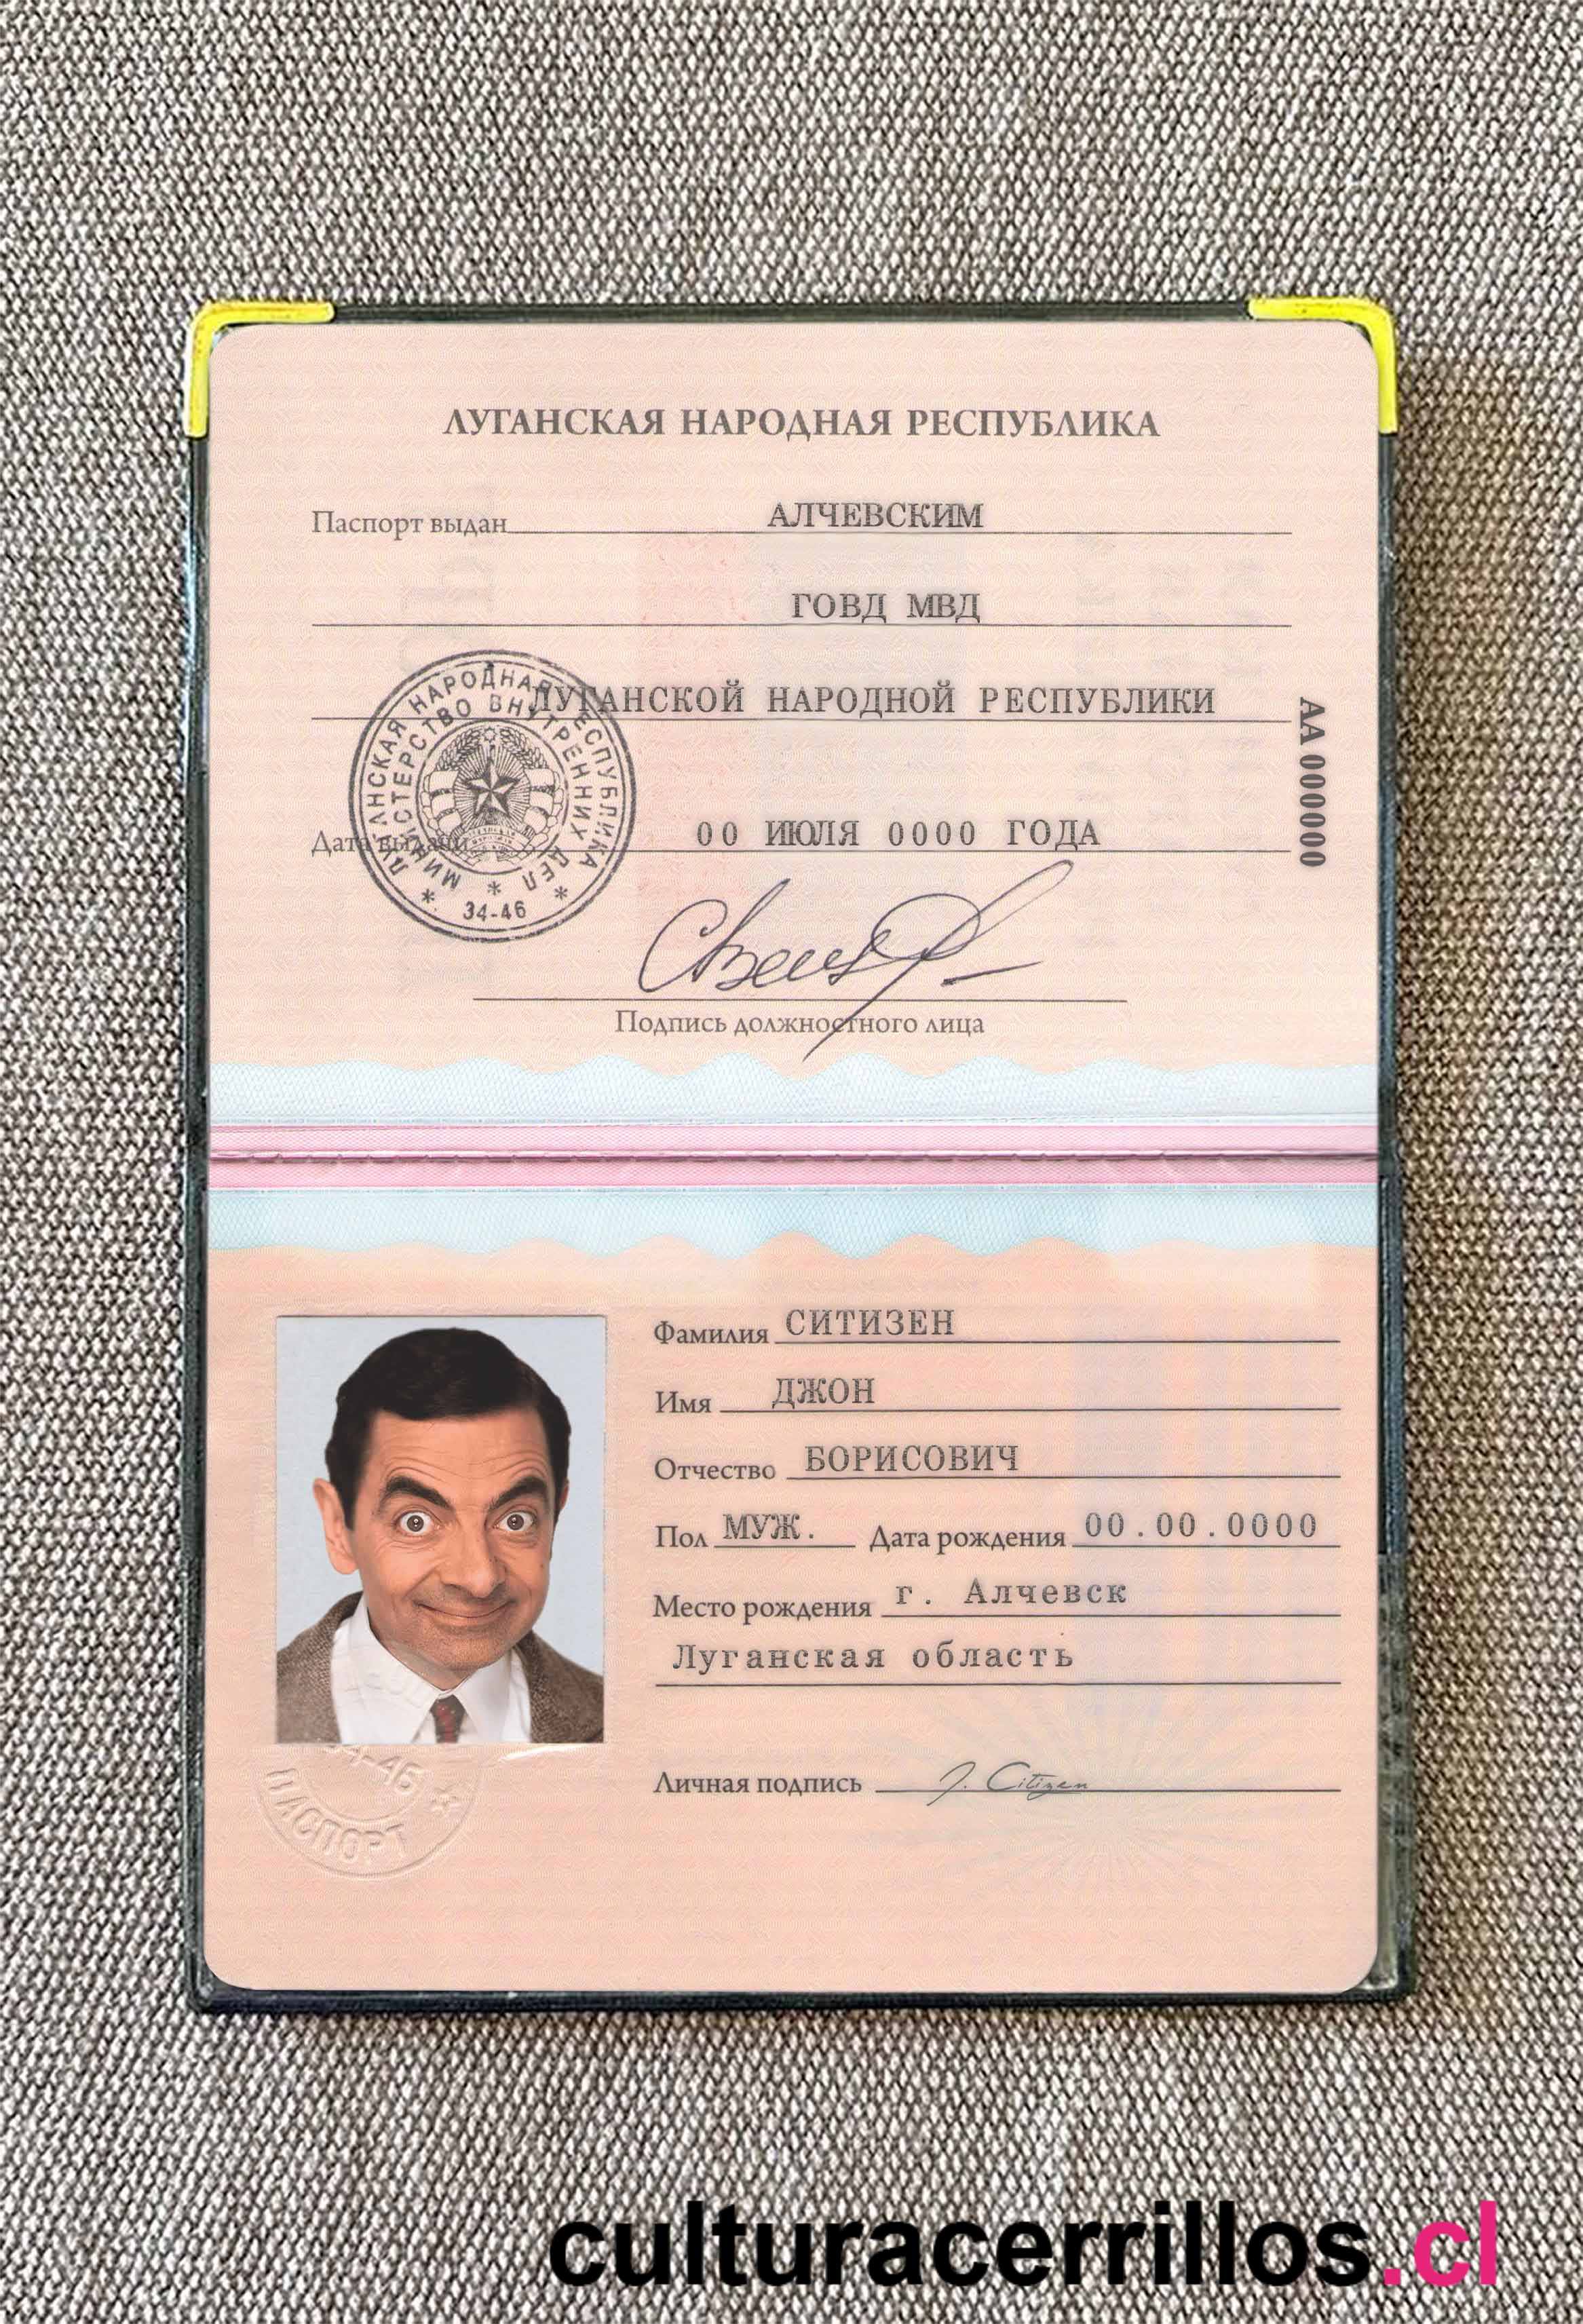 ЛУГАНСКАЯ НАРОДНАЯ РЕСПУБЛИКА
Паспорт выдан АЛЧЕВСКИМ
ГОВД МВД
ЛУГАНСКОЙ НАРОДНОЙ РЕСПУБЛИКИ
АА 000000
ЛУГАНСКАЯ НАРОДНАЯ РЕСПУБЛИКА
МИНИСТЕРСТВО ВНУТРЕННИХ ДЕЛ
34-46
Дата выдачи 00 ИЮЛЯ 0000 ГОДА
Подпись должностного лица
Фамилия СИТИЗЕН
Имя ДЖОН
Отчество БОРИСОВИЧ
Пол МУЖ. Дата рождения 00.00.0000
Место рождения г. Алчевск
Луганская область
Личная подпись J. Citizen
34-46
ПАСПОРТ
culturacerrillos.cl